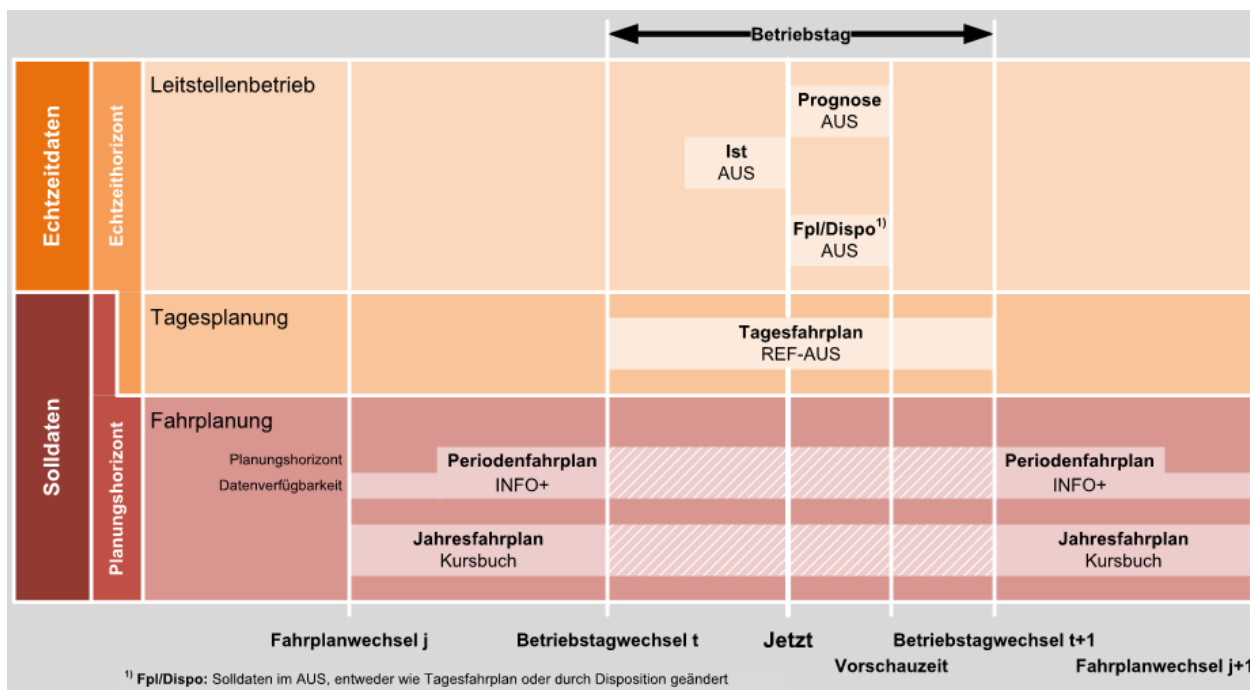 Betriebstag
Echtzeitdaten
Echtzeithorizont
Leitstellenbetrieb
Prognose
AUS
Ist
AUS
Fpl/Dispo1)
AUS
Solldaten
Planungshorizont
Tagesplanung
Tagesfahrplan
REF-AUS
Fahrplanung
Planungshorizont
Periodenfahrplan
Periodenfahrplan
Datenverfügbarkeit
INFO+
INFO+
Jahresfahrplan
Jahresfahrplan
Kursbuch
Kursbuch
Fahrplanwechsel j
Betriebstagwechsel t
Jetzt
Betriebstagwechsel t+1
Vorschauzeit
Fahrplanwechsel j+1
1) Fpl/Dispo: Solldaten im AUS, entweder wie Tagesfahrplan oder durch Disposition geändert